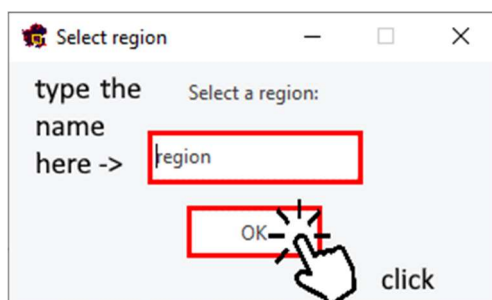 Select region
type the
name
here ->
Select a region:
region
OK
click